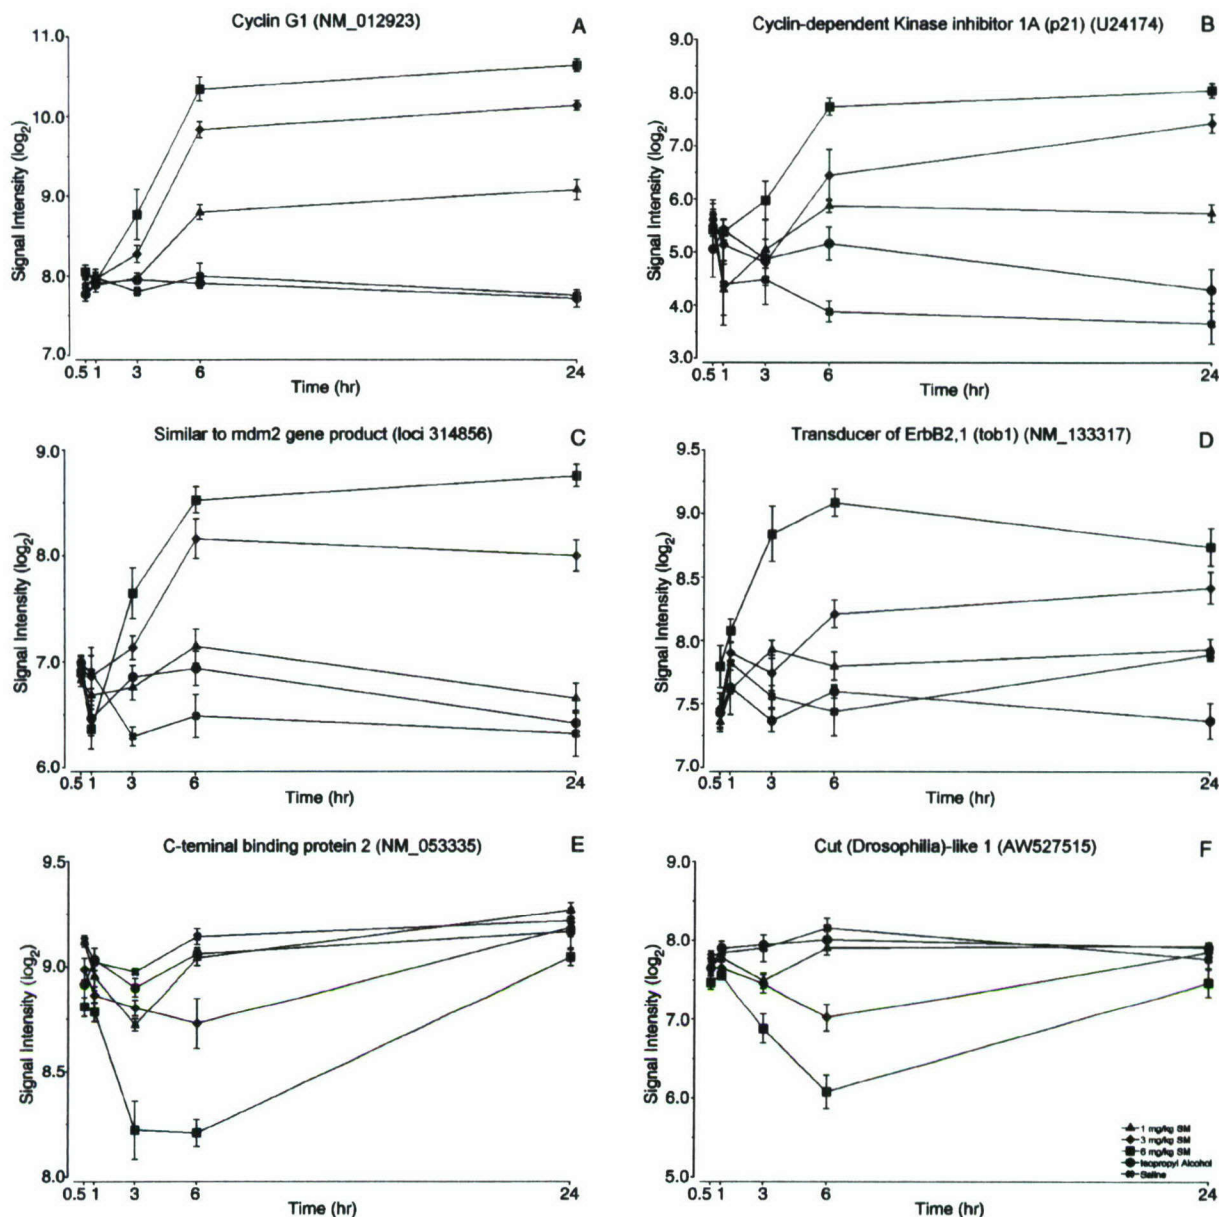 Cyclin G1 (NM_012923)
A
11.0
10.0
9.0
8.0
7.0
Signal Intensity (log2)
0.5 1 3 6 24
Time (hr)
Cyclin-dependent Kinase inhibitor 1A (p21) (U24174)
B
9.0
8.0
7.0
6.0
5.0
4.0
3.0
Signal Intensity (log2)
0.5 1 3 6 24
Time (hr)
Similar to mdm2 gene product (loci 314856)
C
9.0
8.0
7.0
6.0
Signal Intensity (log2)
0.5 1 3 6 24
Time (hr)
Transducer of ErbB2,1 (tob1) (NM_133317)
D
9.5
9.0
8.5
8.0
7.5
7.0
Signal Intensity (log2)
0.5 1 3 6 24
Time (hr)
C-teminal binding protein 2 (NM_053335)
E
9.5
9.0
8.5
8.0
Signal Intensity (log2)
0.5 1 3 6 24
Time (hr)
Cut (Drosophilia)-like 1 (AW527515)
F
9.0
8.0
7.0
6.0
5.0
Signal Intensity (log2)
0.5 1 3 6 24
Time (hr)
1 mg/kg SM
3 mg/kg SM
6 mg/kg SM
Isopropyl Alcohol
Saline